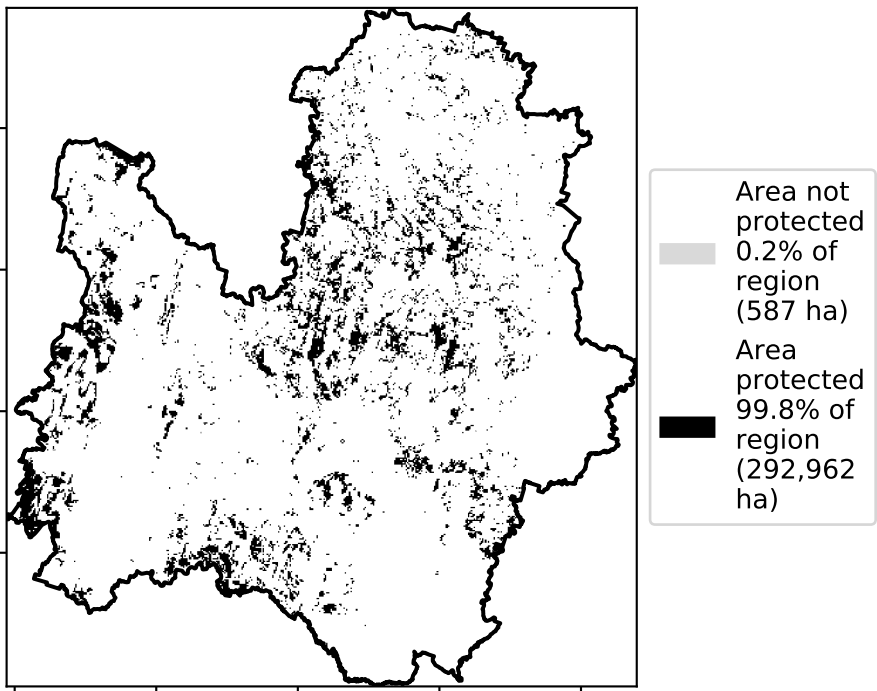 Area not
protected
0.2% of
region
(587 ha)
Area
protected
99.8% of
region
(292,962
ha)